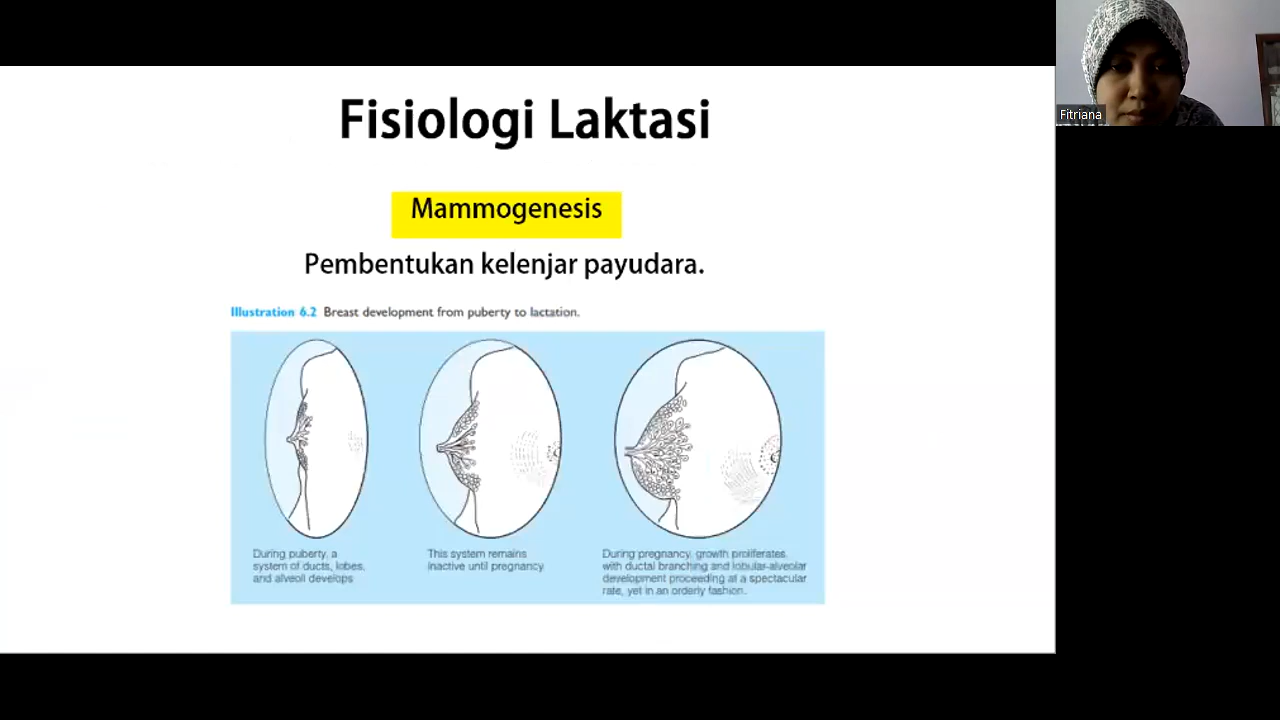 Fisiologi Laktasi
Mammogenesis
Pembentukan kelenjar payudara.
Illustration 6.2 Breast development from puberty to lactation.
During puberty, a
system of ducts, lobes,
and alveoli develops
This system remains
inactive until pregnancy
During pregnancy, growth proliferates,
with ductal branching and lobular-alveolar
development proceeding at a spectacular
rate, yet in an orderly fashion.
Fitriana